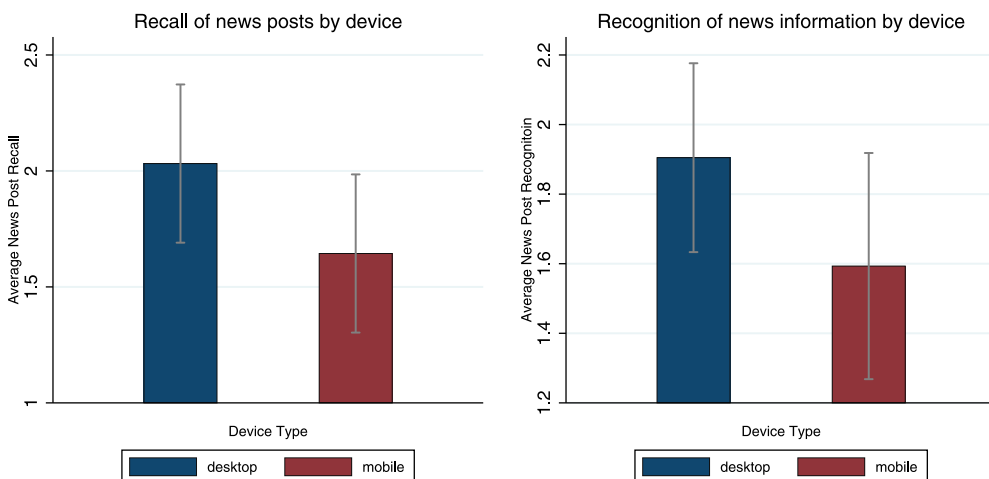 Recall of news posts by device
Average News Post Recall
2.5
2
1.5
1
Device Type
desktop mobile
Recognition of news information by device
Average News Post Recognitoin
2.2
2
1.8
1.6
1.4
1.2
Device Type
desktop mobile